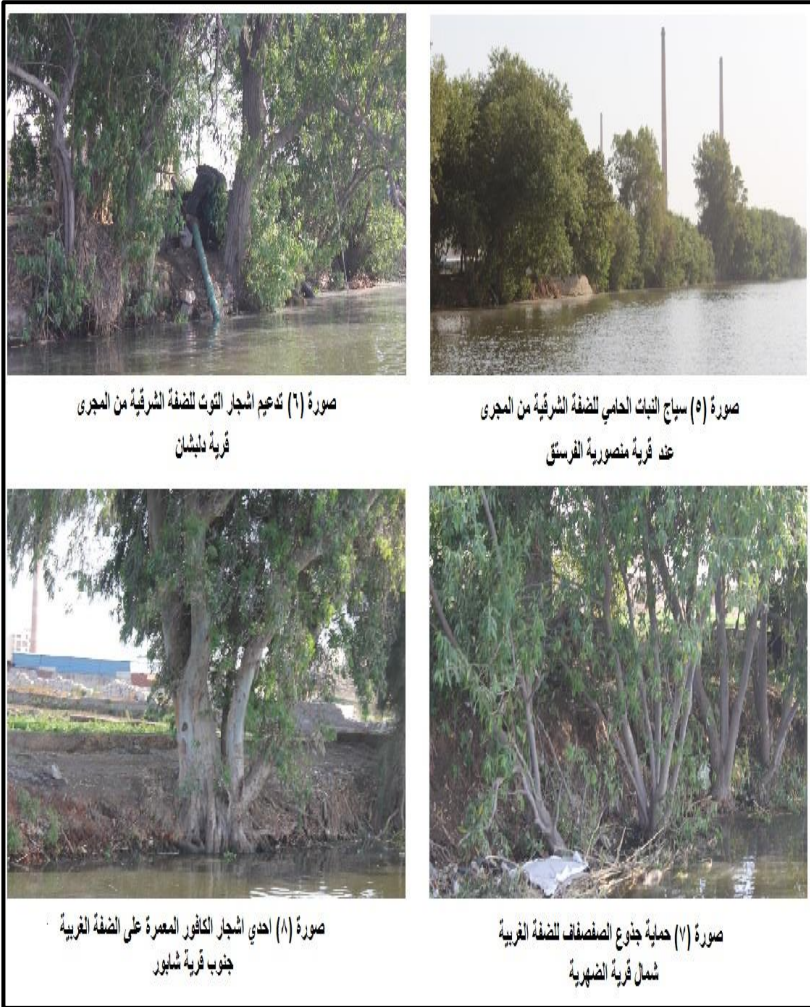 صورة (٥) سياج النبات الحامي للضفة الشرقية من المجرى
عند قرية منصورية الفرستق
صورة (٦) تدعيم اشجار التوت للضفة الشرقية من المجرى
قرية دلبشان
صورة (٧) حماية جذوع الصفصاف للضفة الغربية
شمال قرية الضهرية
صورة (٨) احدي اشجار الكافور المعمرة على الضفة الغربية
جنوب قرية شابور